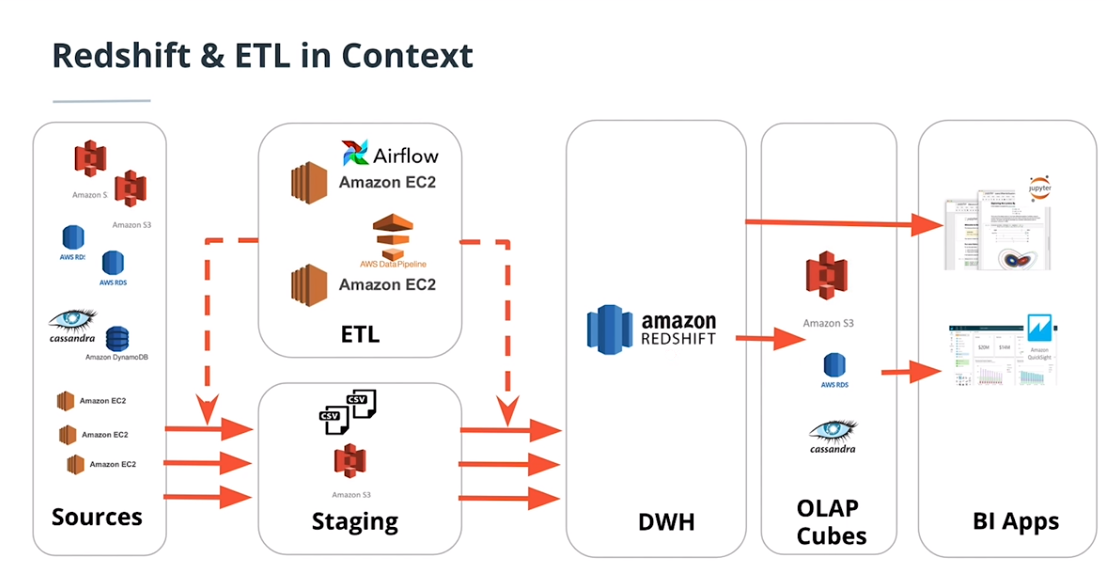 Redshift & ETL in Context
Amazon S
Amazon S3
AWS RDS
AWS RDS
cassandra
Amazon DynamoDB
Amazon EC2
Amazon EC2
Amazon EC2
Sources
Airflow
Amazon EC2
AWS Data Pipeline
Amazon EC2
ETL
CSV
CSV
Amazon S3
Staging
amazon
REDSHIFT
DWH
Amazon S3
AWS RDS
cassandra
OLAP
Cubes
jupyter
Amazon
QuickSight
BI Apps